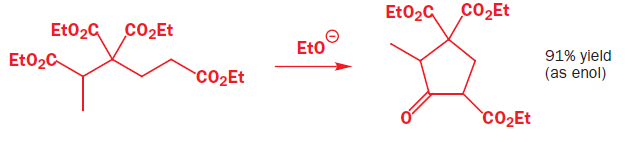 EtO₂C CO₂Et
EtO₂C
CO₂Et
EtO⊖
EtO₂C CO₂Et
O
CO₂Et
91% yield
(as enol)